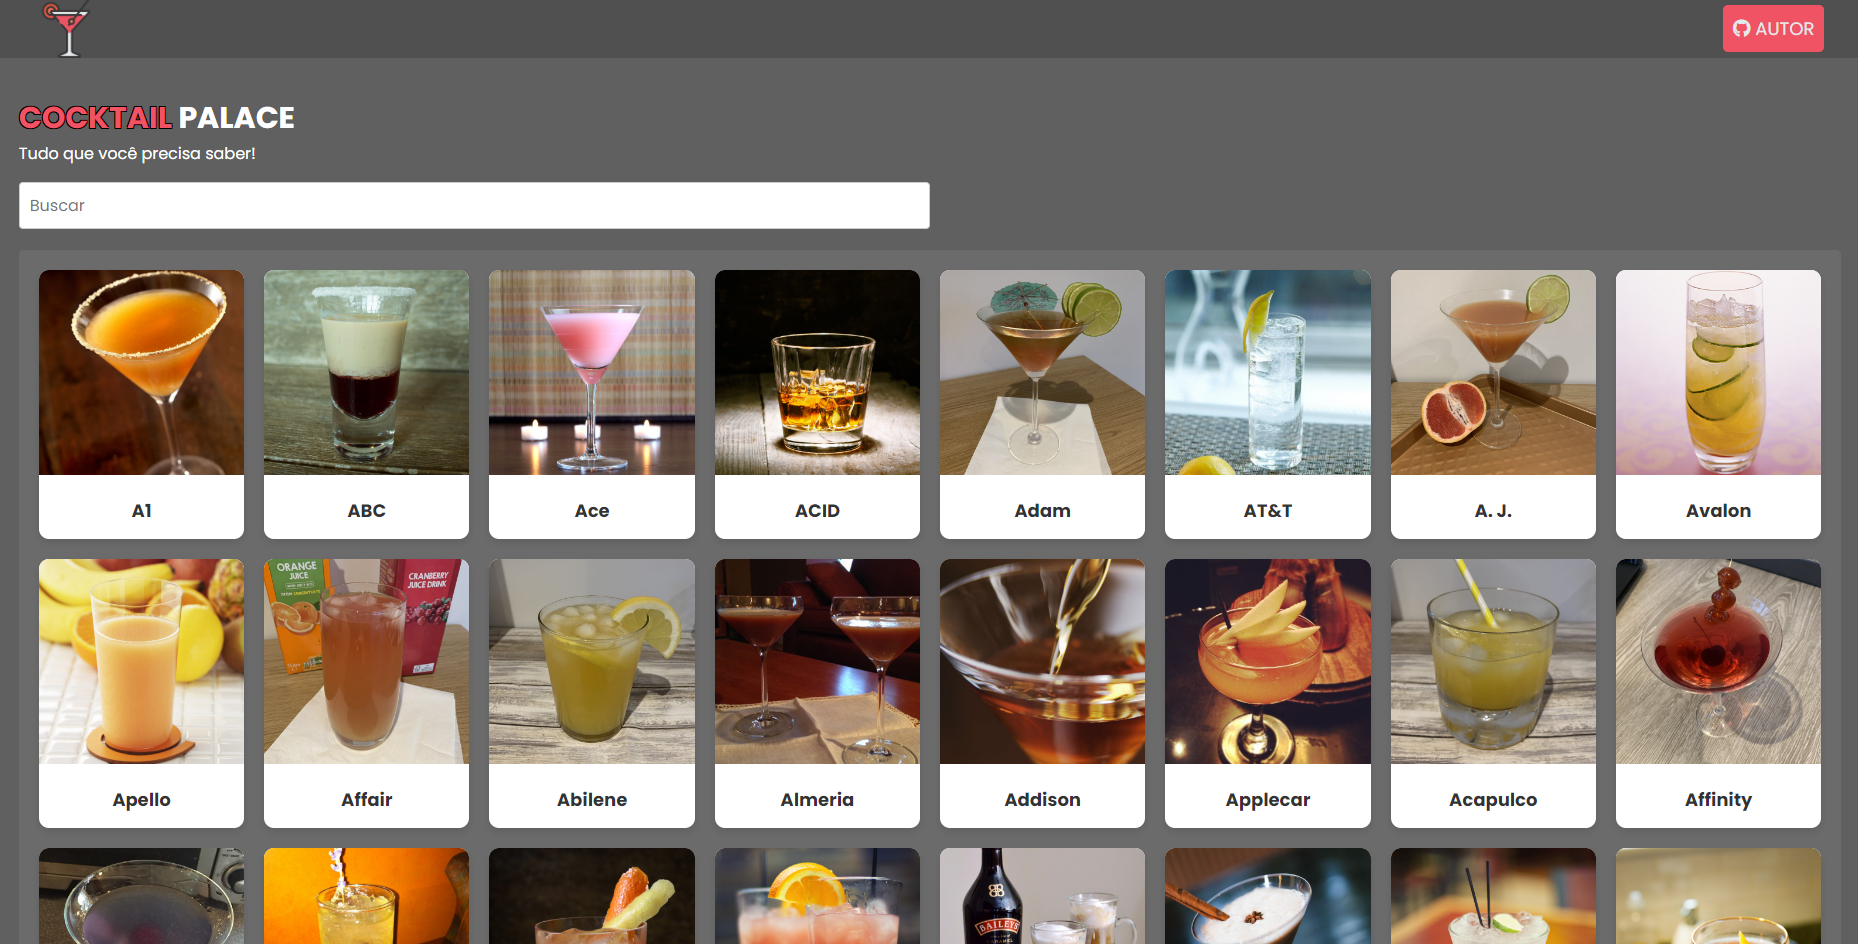 AUTOR
COCKTAIL PALACE
Tudo que você precisa saber!
Buscar
A1
ABC
Ace
ACID
Adam
AT&T
A. J.
Avalon
ORANGE
JUICE
CRANBERRY
JUICE DRINK
Apello
Affair
Abilene
Almeria
Addison
Applecar
Acapulco
Affinity
BAILEYS
CARAMEL